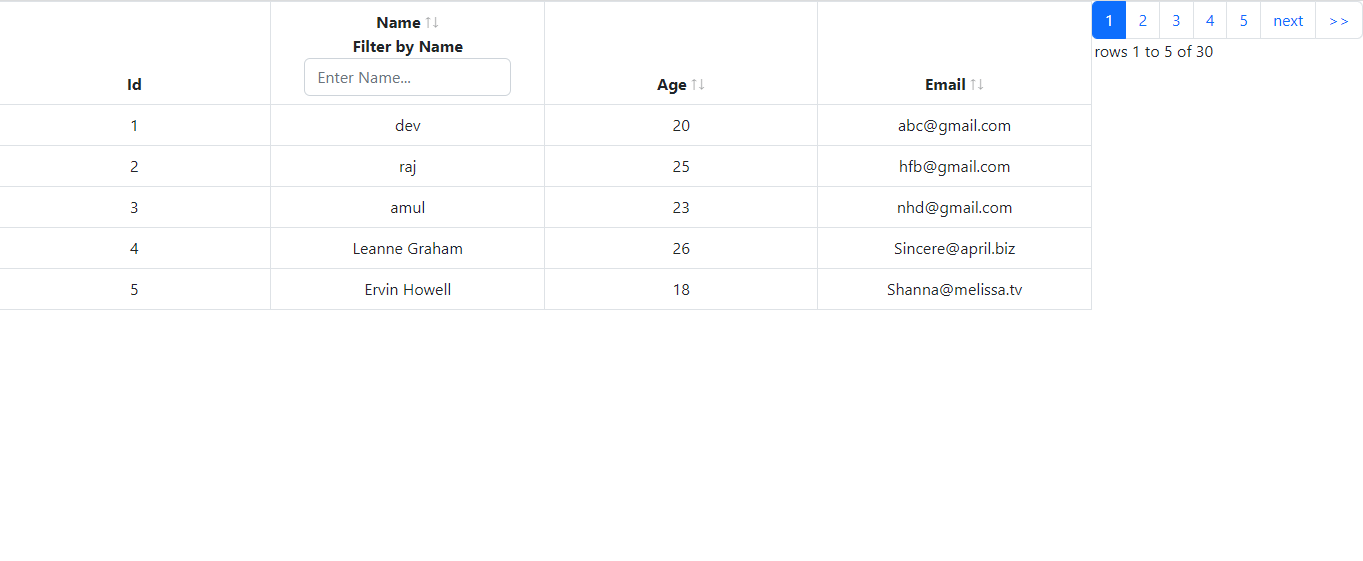 Name ↑↓
Filter by Name
Enter Name...
Id Age ↑↓ Email ↑↓
1 dev 20 abc@gmail.com
2 raj 25 hfb@gmail.com
3 amul 23 nhd@gmail.com
4 Leanne Graham 26 Sincere@april.biz
5 Ervin Howell 18 Shanna@melissa.tv
1 2 3 4 5 next >>
rows 1 to 5 of 30